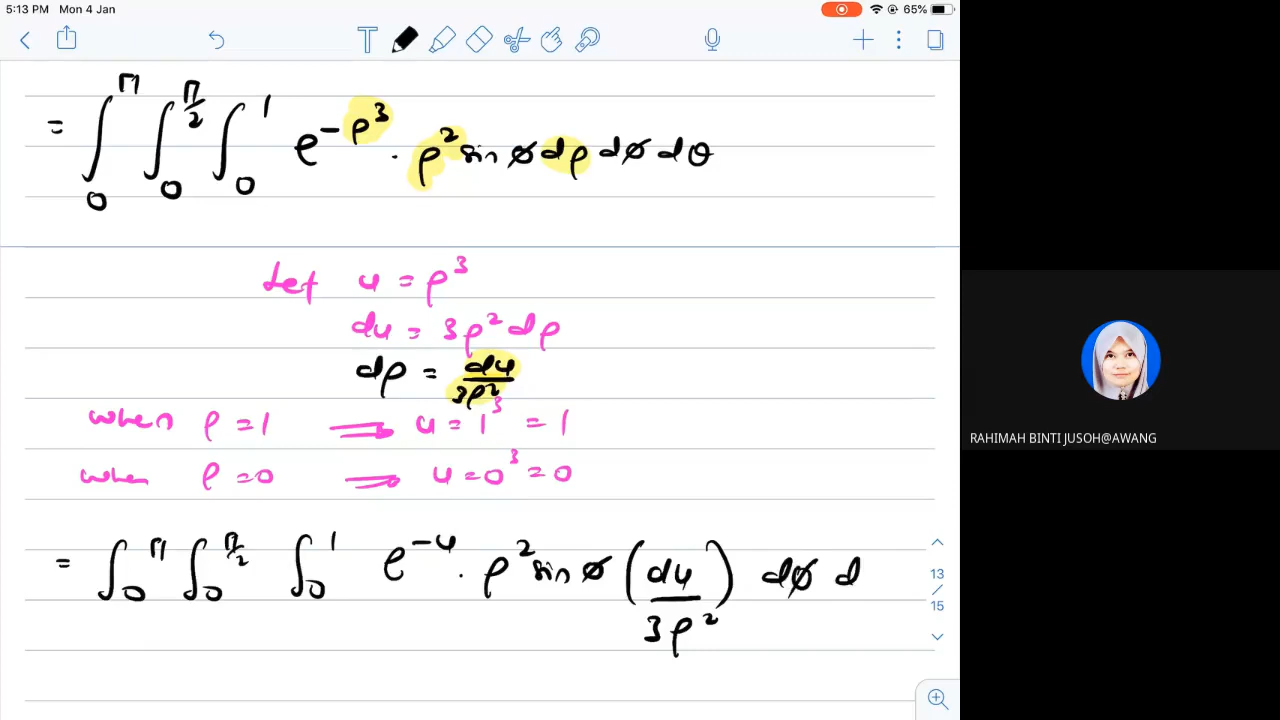 5:13 PM Mon 4 Jan 65%
= ∫₀^π ∫₀^(π/2) ∫₀^1 e^(-ρ³) · ρ² sin φ dρ dφ dθ
Let u = ρ³
du = 3ρ² dρ
dρ = du/3ρ²
when ρ = 1 ⟹ u = 1³ = 1
when ρ = 0 ⟹ u = 0³ = 0
= ∫₀^π ∫₀^(π/2) ∫₀^1 e^(-u) · ρ² sin φ (du/3ρ²) dφ d
13
/
15
RAHIMAH BINTI JUSOH@AWANG